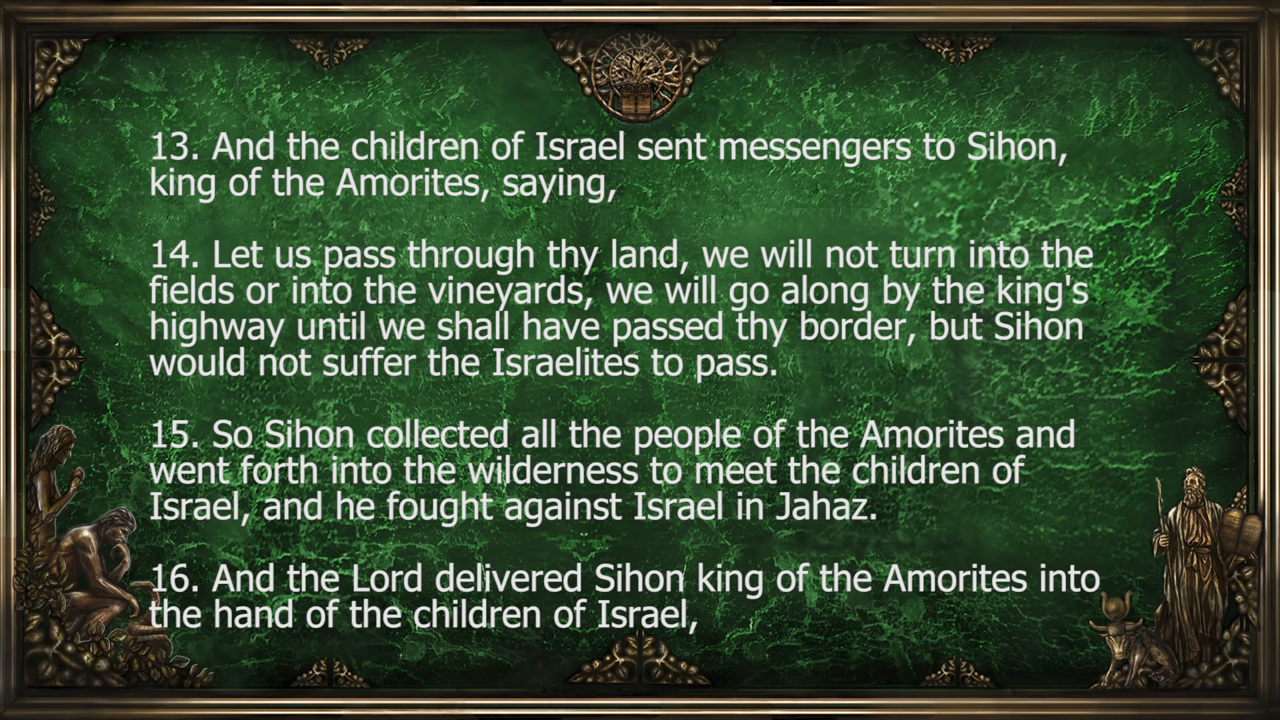 13. And the children of Israel sent messengers to Sihon,
king of the Amorites, saying,
14. Let us pass through thy land, we will not turn into the
fields or into the vineyards, we will go along by the king's
highway until we shall have passed thy border, but Sihon
would not suffer the Israelites to pass.
15. So Sihon collected all the people of the Amorites and
went forth into the wilderness to meet the children of
Israel, and he fought against Israel in Jahaz.
16. And the Lord delivered Sihon king of the Amorites into
the hand of the children of Israel,